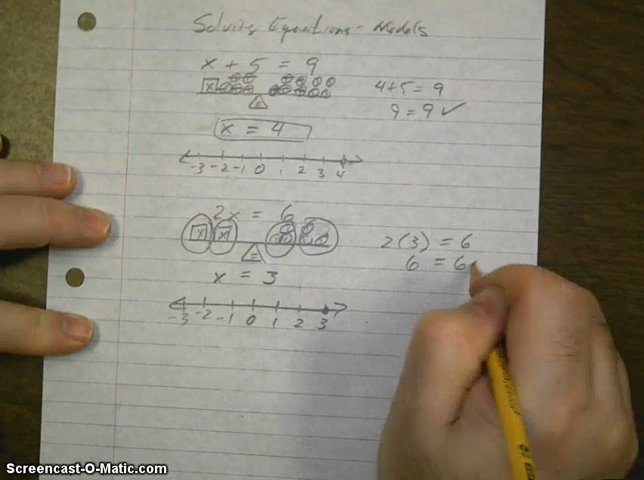 Solving Equations - Models
x + 5 = 9
x
=
4+5 = 9
9 = 9 ✓
x = 4
-3 -2 -1 0 1 2 3 4
2x = 6
x x
=
2(3) = 6
6 = 6
x = 3
-3 -2 -1 0 1 2 3
Screencast-O-Matic.com